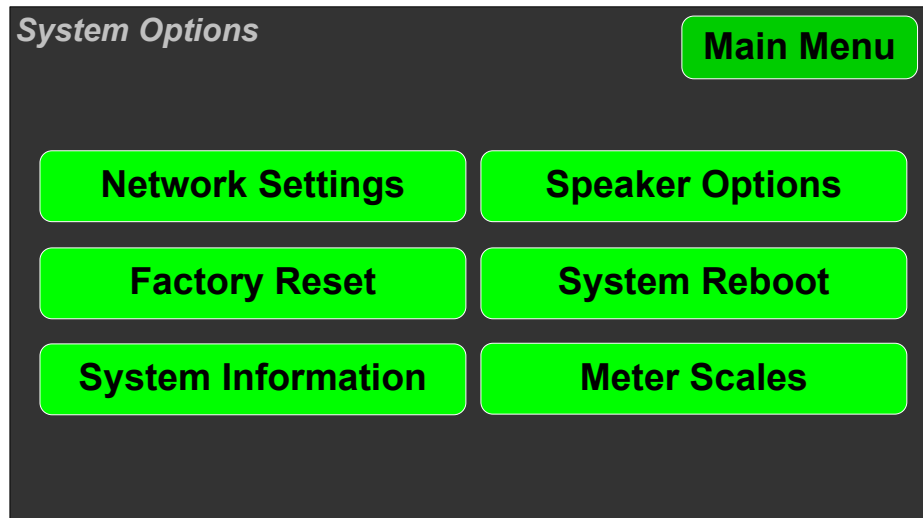 System Options
Main Menu
Network Settings
Speaker Options
Factory Reset
System Reboot
System Information
Meter Scales